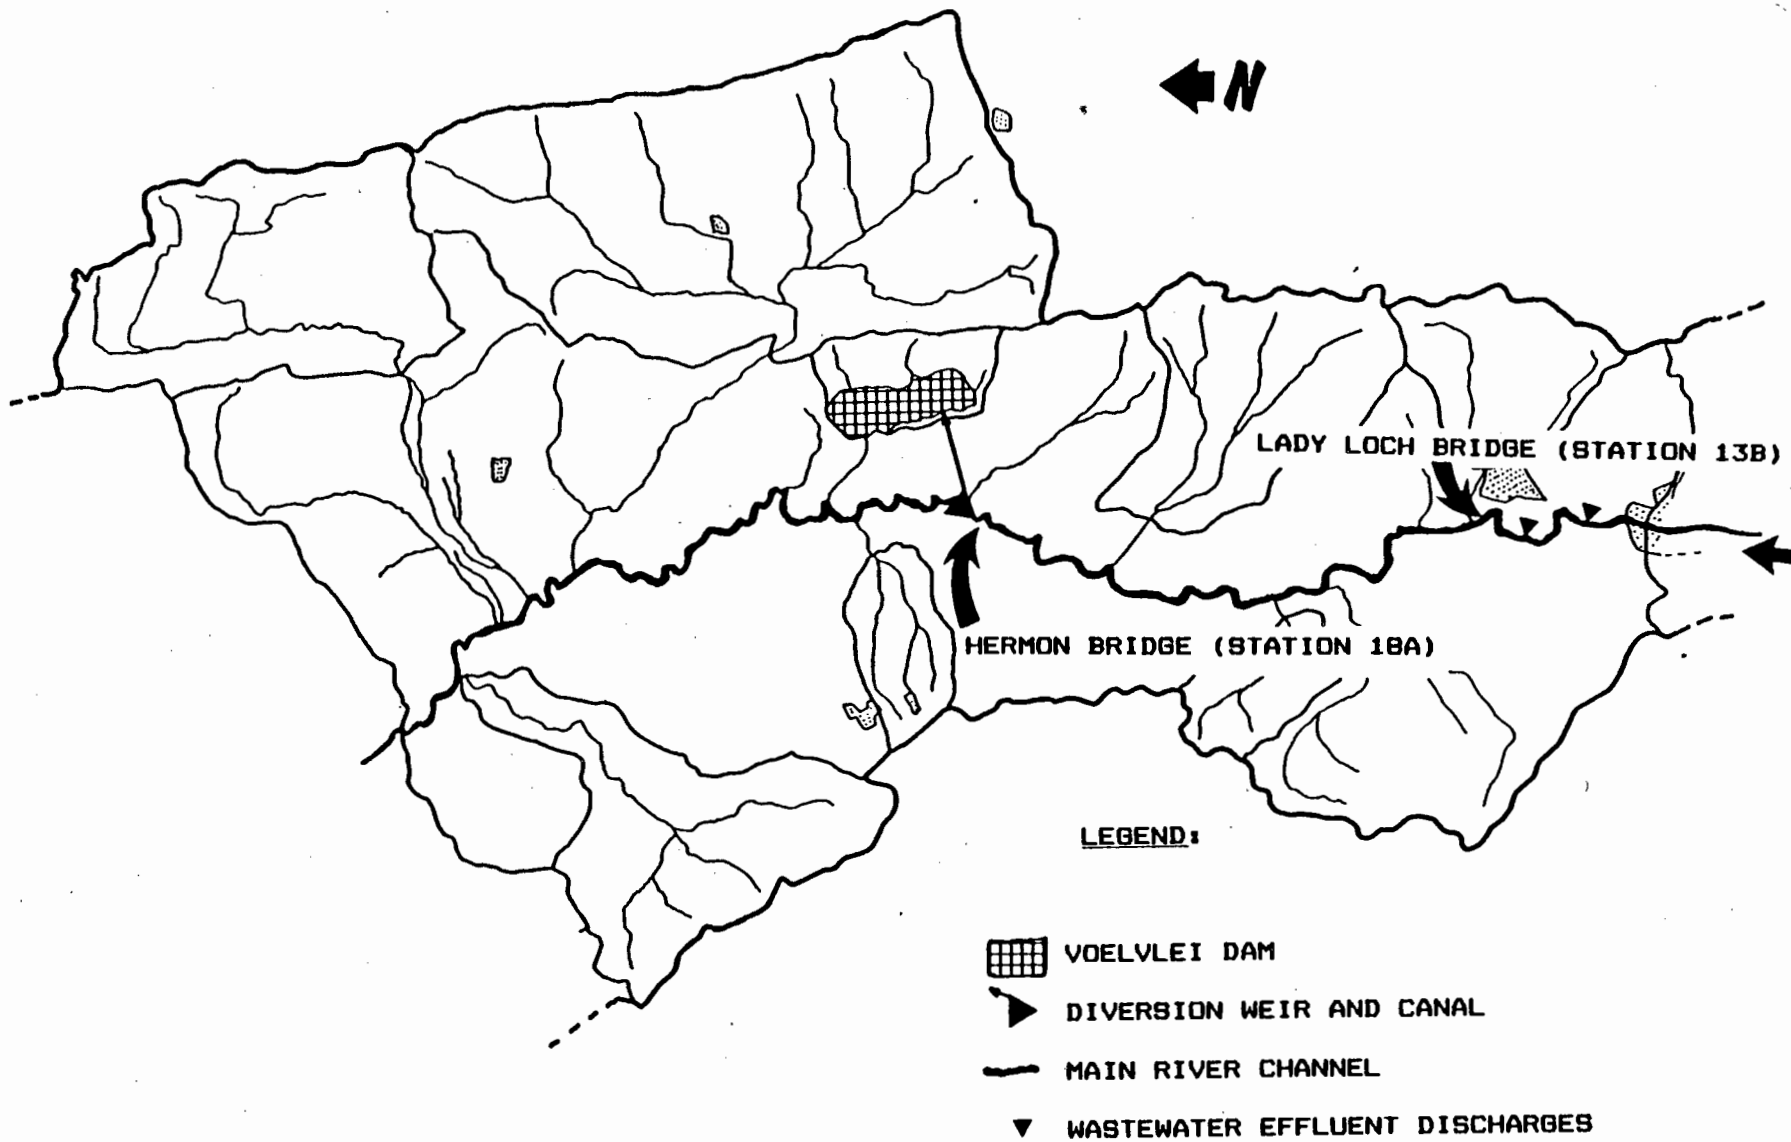 N
LADY LOCH BRIDGE (STATION 13B)
HERMON BRIDGE (STATION 18A)
LEGEND:
VOELVLEI DAM
DIVERSION WEIR AND CANAL
MAIN RIVER CHANNEL
WASTEWATER EFFLUENT DISCHARGES